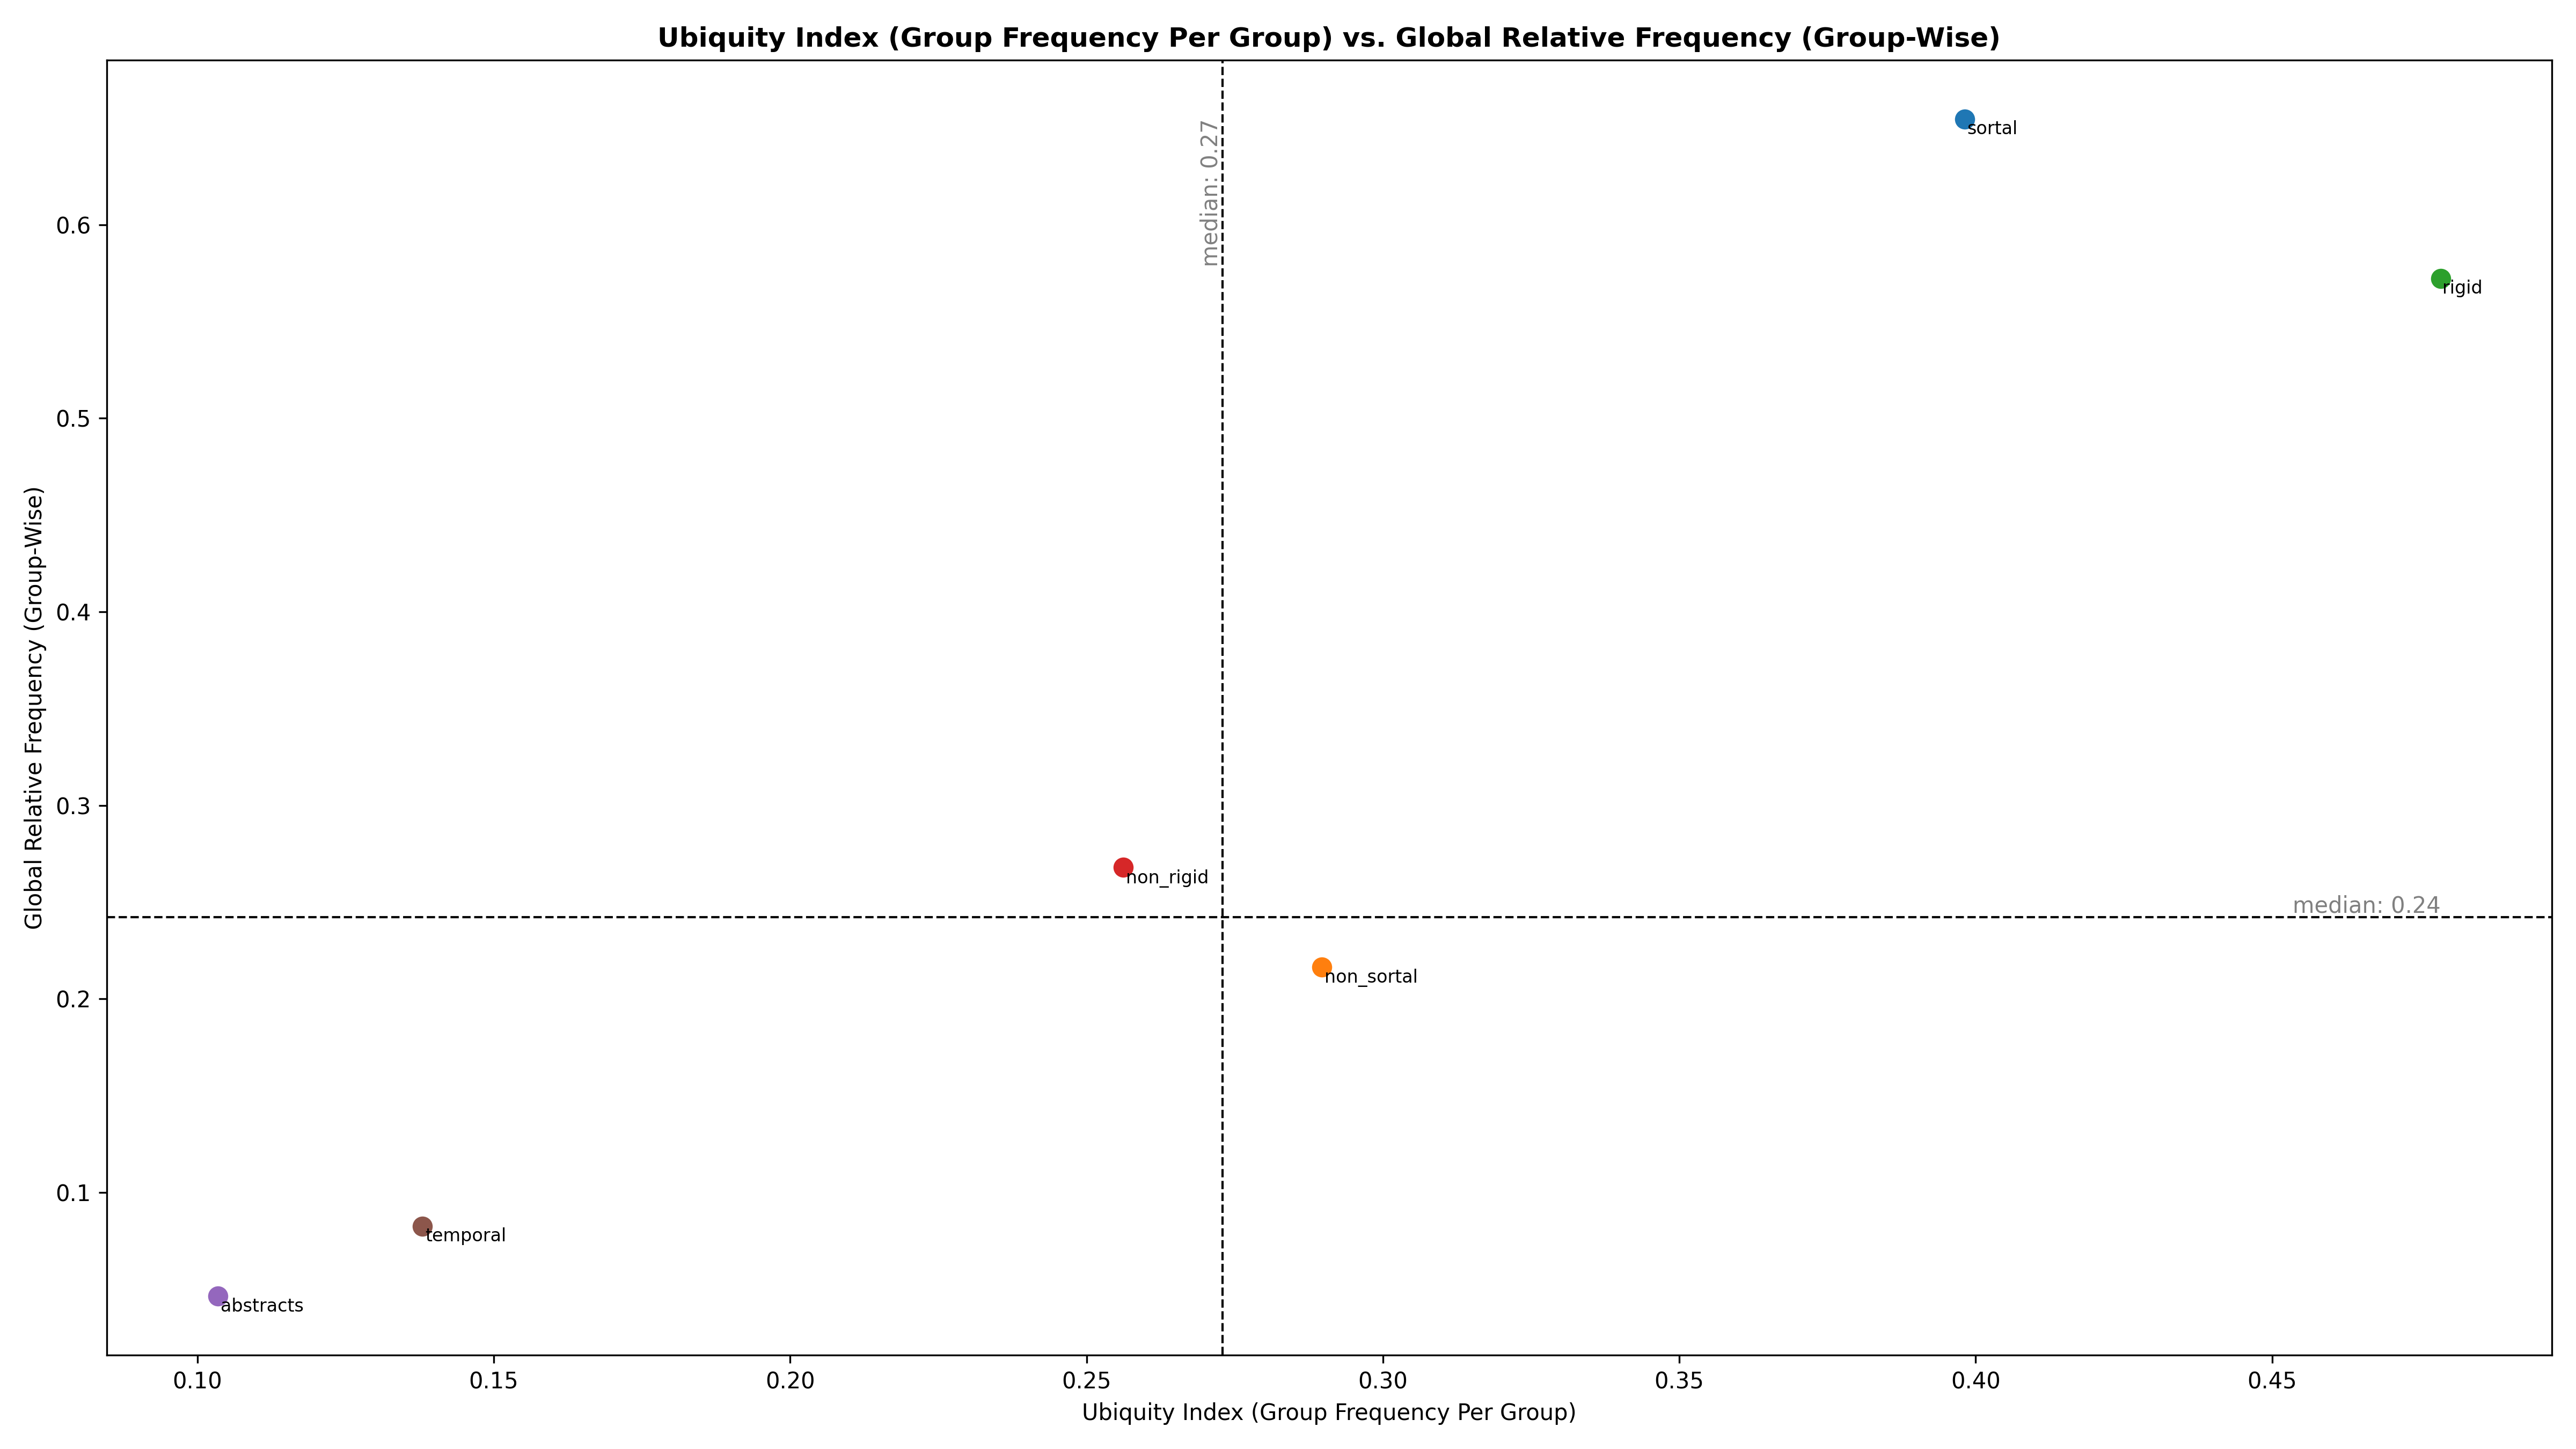 Ubiquity Index (Group Frequency Per Group) vs. Global Relative Frequency (Group-Wise)
Global Relative Frequency (Group-Wise)
0.6
0.5
0.4
0.3
0.2
0.1
median: 0.27
sortal
rigid
non_rigid
median: 0.24
non_sortal
temporal
abstracts
0.10
0.15
0.20
0.25
0.30
0.35
0.40
0.45
Ubiquity Index (Group Frequency Per Group)